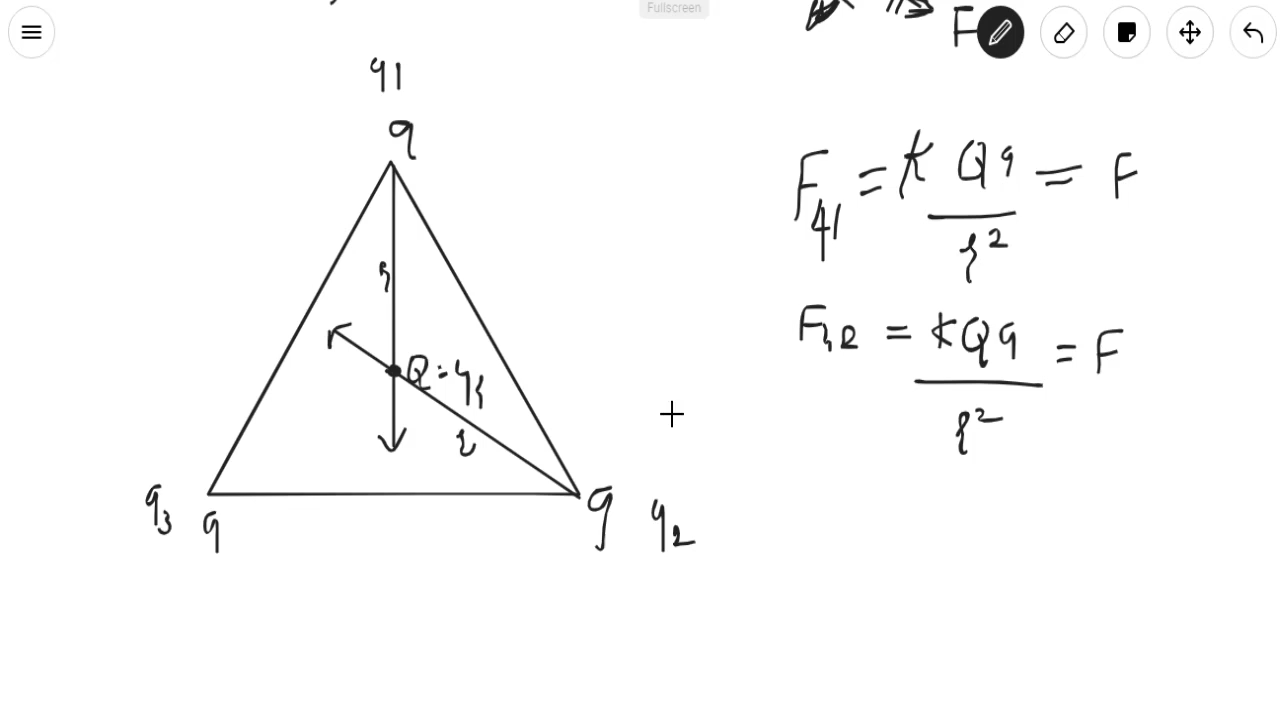 Fullscreen
F
q1
q
F41 = KQq/r² = F
r
F42 = KQq/r² = F
Q = q4
r
q3 q
q q2